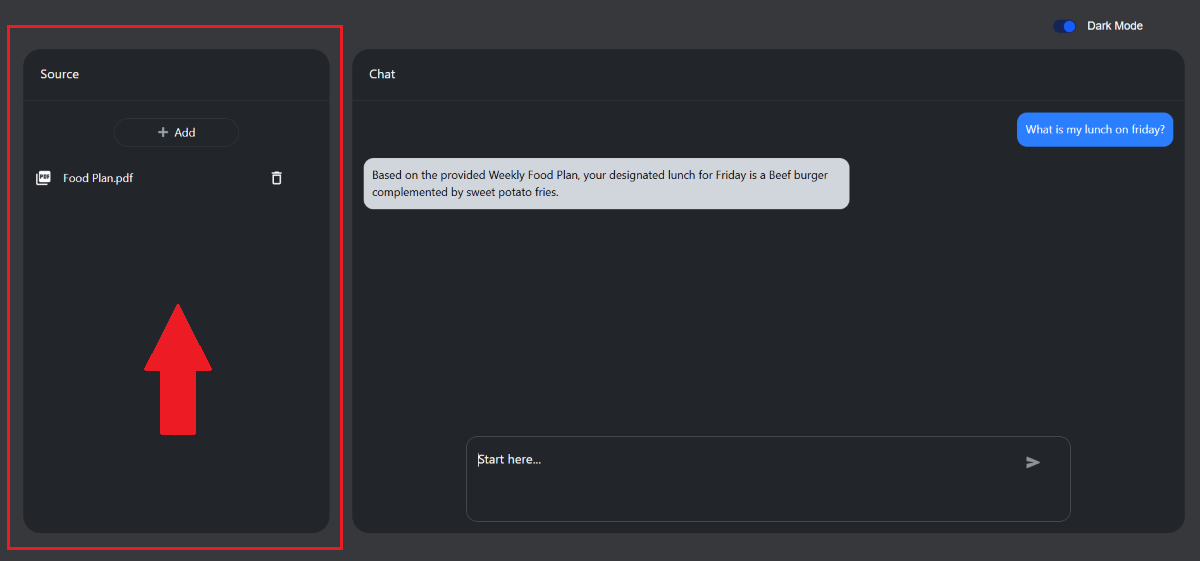 Dark Mode
Source
+ Add
PDF
Food Plan.pdf
Chat
What is my lunch on friday?
Based on the provided Weekly Food Plan, your designated lunch for Friday is a Beef burger
complemented by sweet potato fries.
Start here...